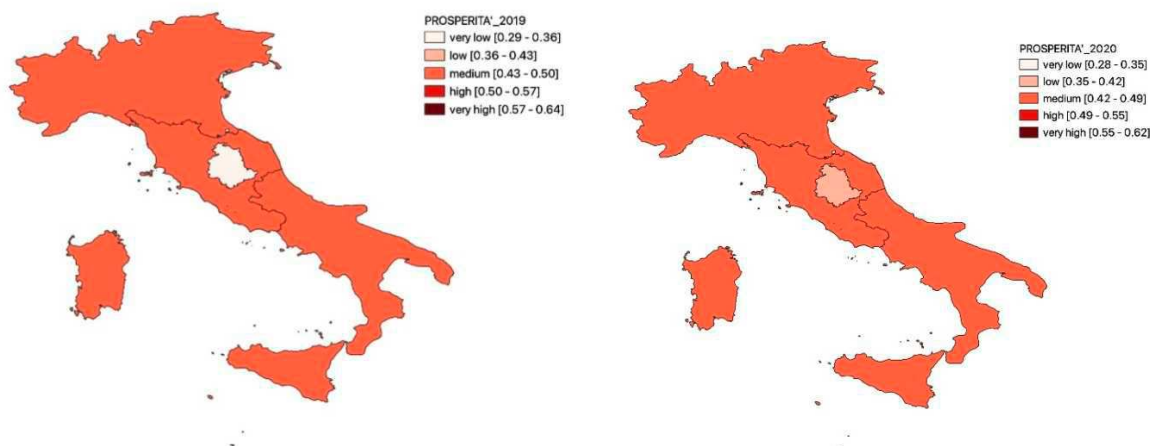 PROSPERITA'_2019
very low [0.29 - 0.36]
low [0.36 - 0.43]
medium [0.43 - 0.50]
high [0.50 - 0.57]
very high [0.57 - 0.64]
PROSPERITA'_2020
very low [0.28 - 0.35]
low [0.35 - 0.42]
medium [0.42 - 0.49]
high [0.49 - 0.55]
very high [0.55 - 0.62]